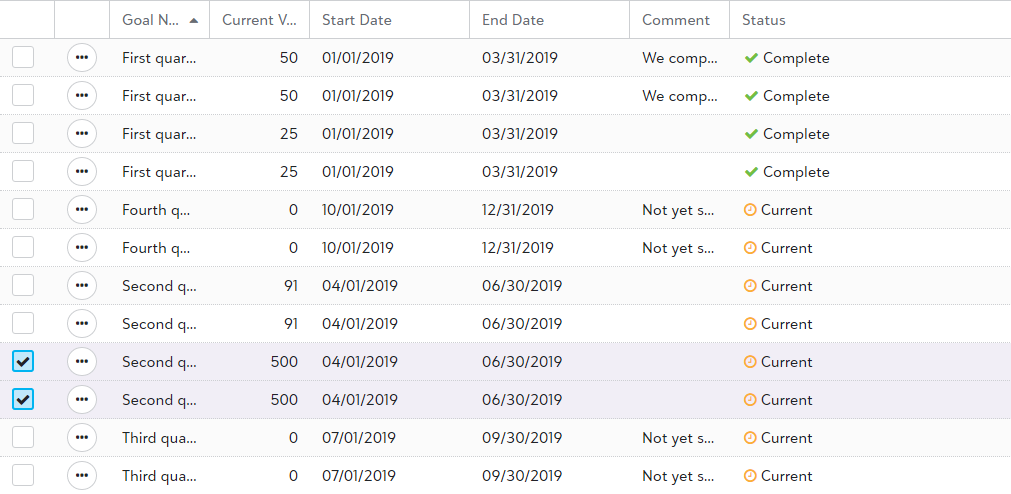 Goal N... Current V... Start Date End Date Comment Status
First quar... 50 01/01/2019 03/31/2019 We comp... Complete
First quar... 50 01/01/2019 03/31/2019 We comp... Complete
First quar... 25 01/01/2019 03/31/2019 Complete
First quar... 25 01/01/2019 03/31/2019 Complete
Fourth q... 0 10/01/2019 12/31/2019 Not yet s... Current
Fourth q... 0 10/01/2019 12/31/2019 Not yet s... Current
Second q... 91 04/01/2019 06/30/2019 Current
Second q... 91 04/01/2019 06/30/2019 Current
Second q... 500 04/01/2019 06/30/2019 Current
Second q... 500 04/01/2019 06/30/2019 Current
Third qua... 0 07/01/2019 09/30/2019 Not yet s... Current
Third qua... 0 07/01/2019 09/30/2019 Not yet s... Current